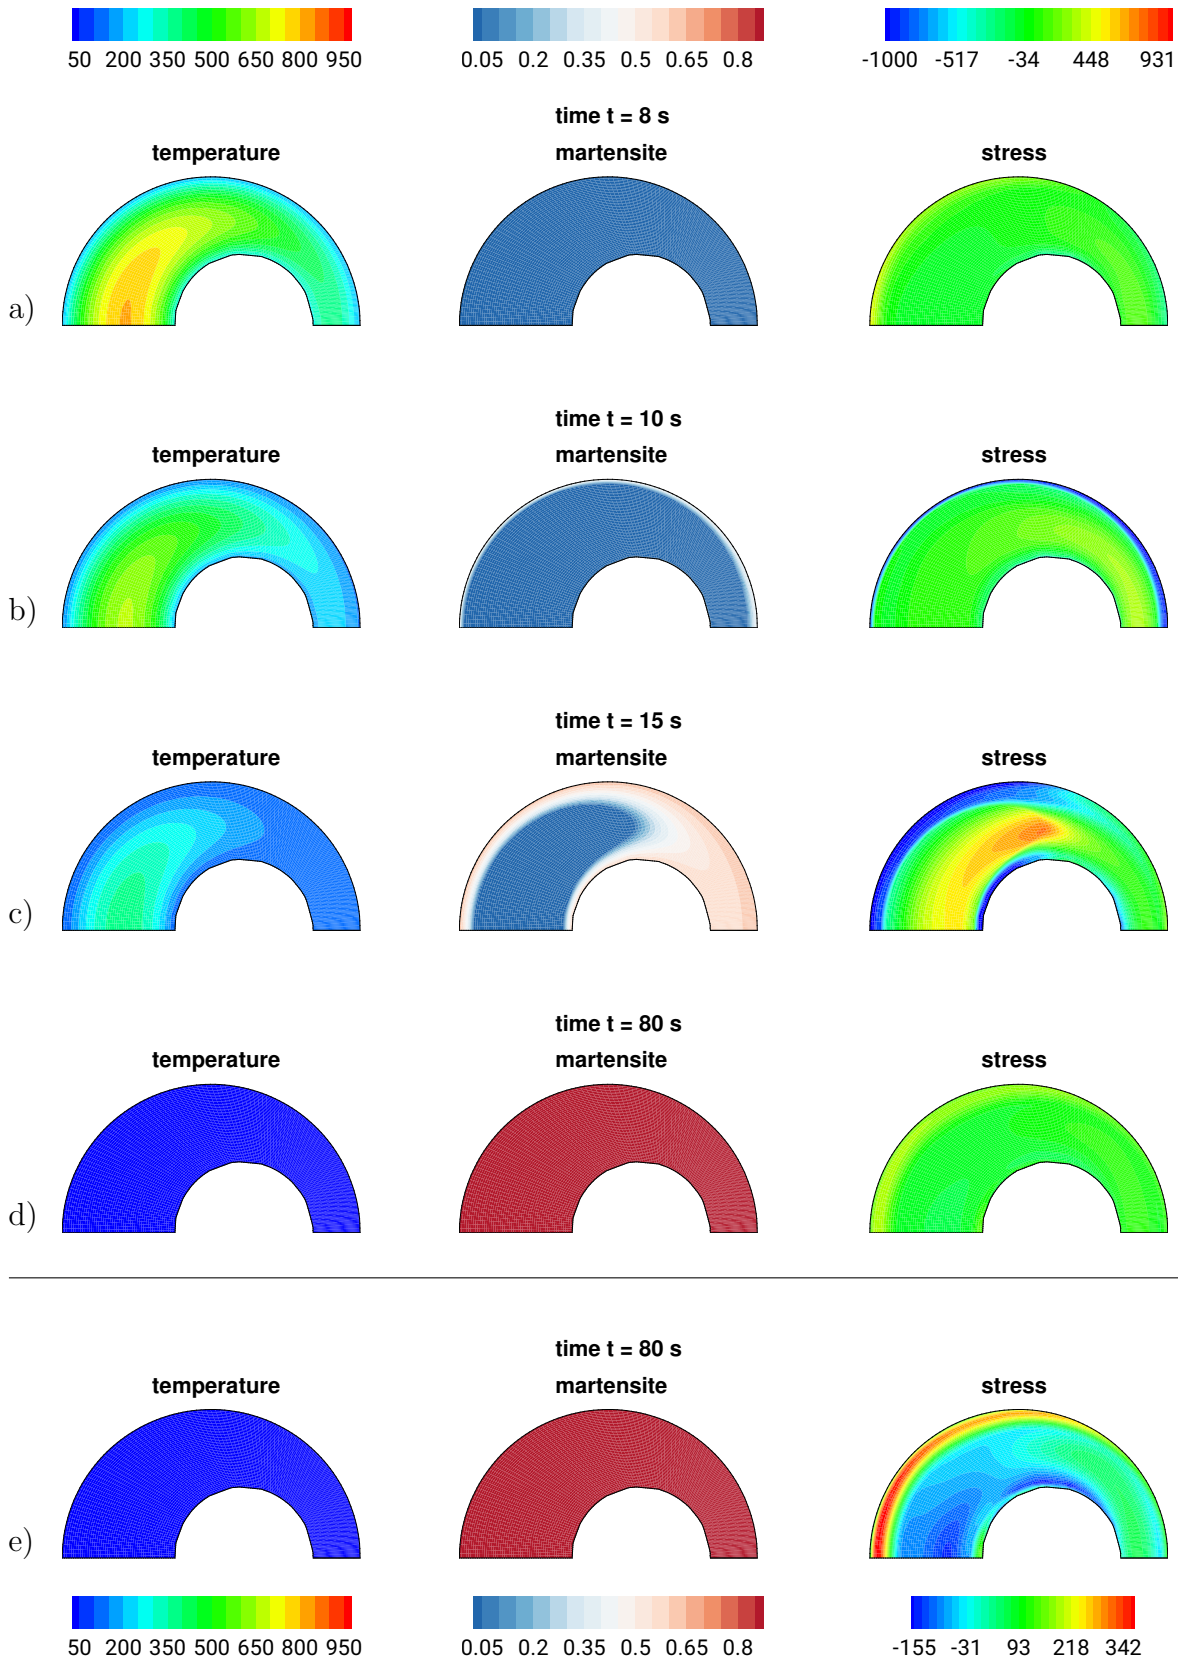 50 200 350 500 650 800 950
0.05 0.2 0.35 0.5 0.65 0.8
-1000 -517 -34 448 931
time t = 8 s
temperature martensite stress
a)
time t = 10 s
temperature martensite stress
b)
time t = 15 s
temperature martensite stress
c)
time t = 80 s
temperature martensite stress
d)
time t = 80 s
temperature martensite stress
e)
50 200 350 500 650 800 950
0.05 0.2 0.35 0.5 0.65 0.8
-155 -31 93 218 342